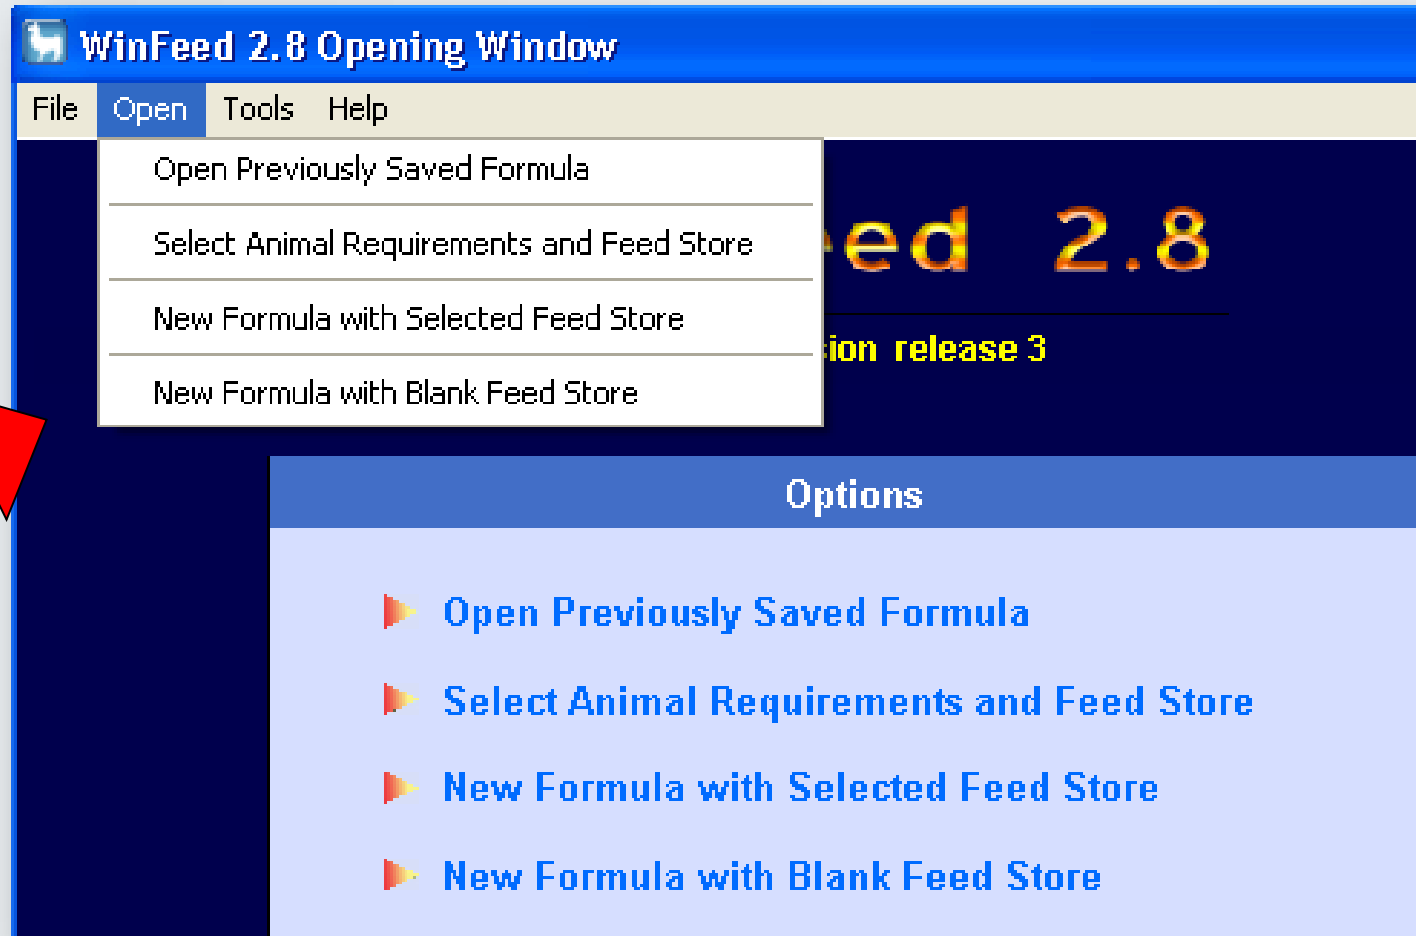 WinFeed 2.8 Opening Window
File Open Tools Help
Open Previously Saved Formula
Select Animal Requirements and Feed Store
New Formula with Selected Feed Store
New Formula with Blank Feed Store
eed 2.8
ion release 3
Options
Open Previously Saved Formula
Select Animal Requirements and Feed Store
New Formula with Selected Feed Store
New Formula with Blank Feed Store